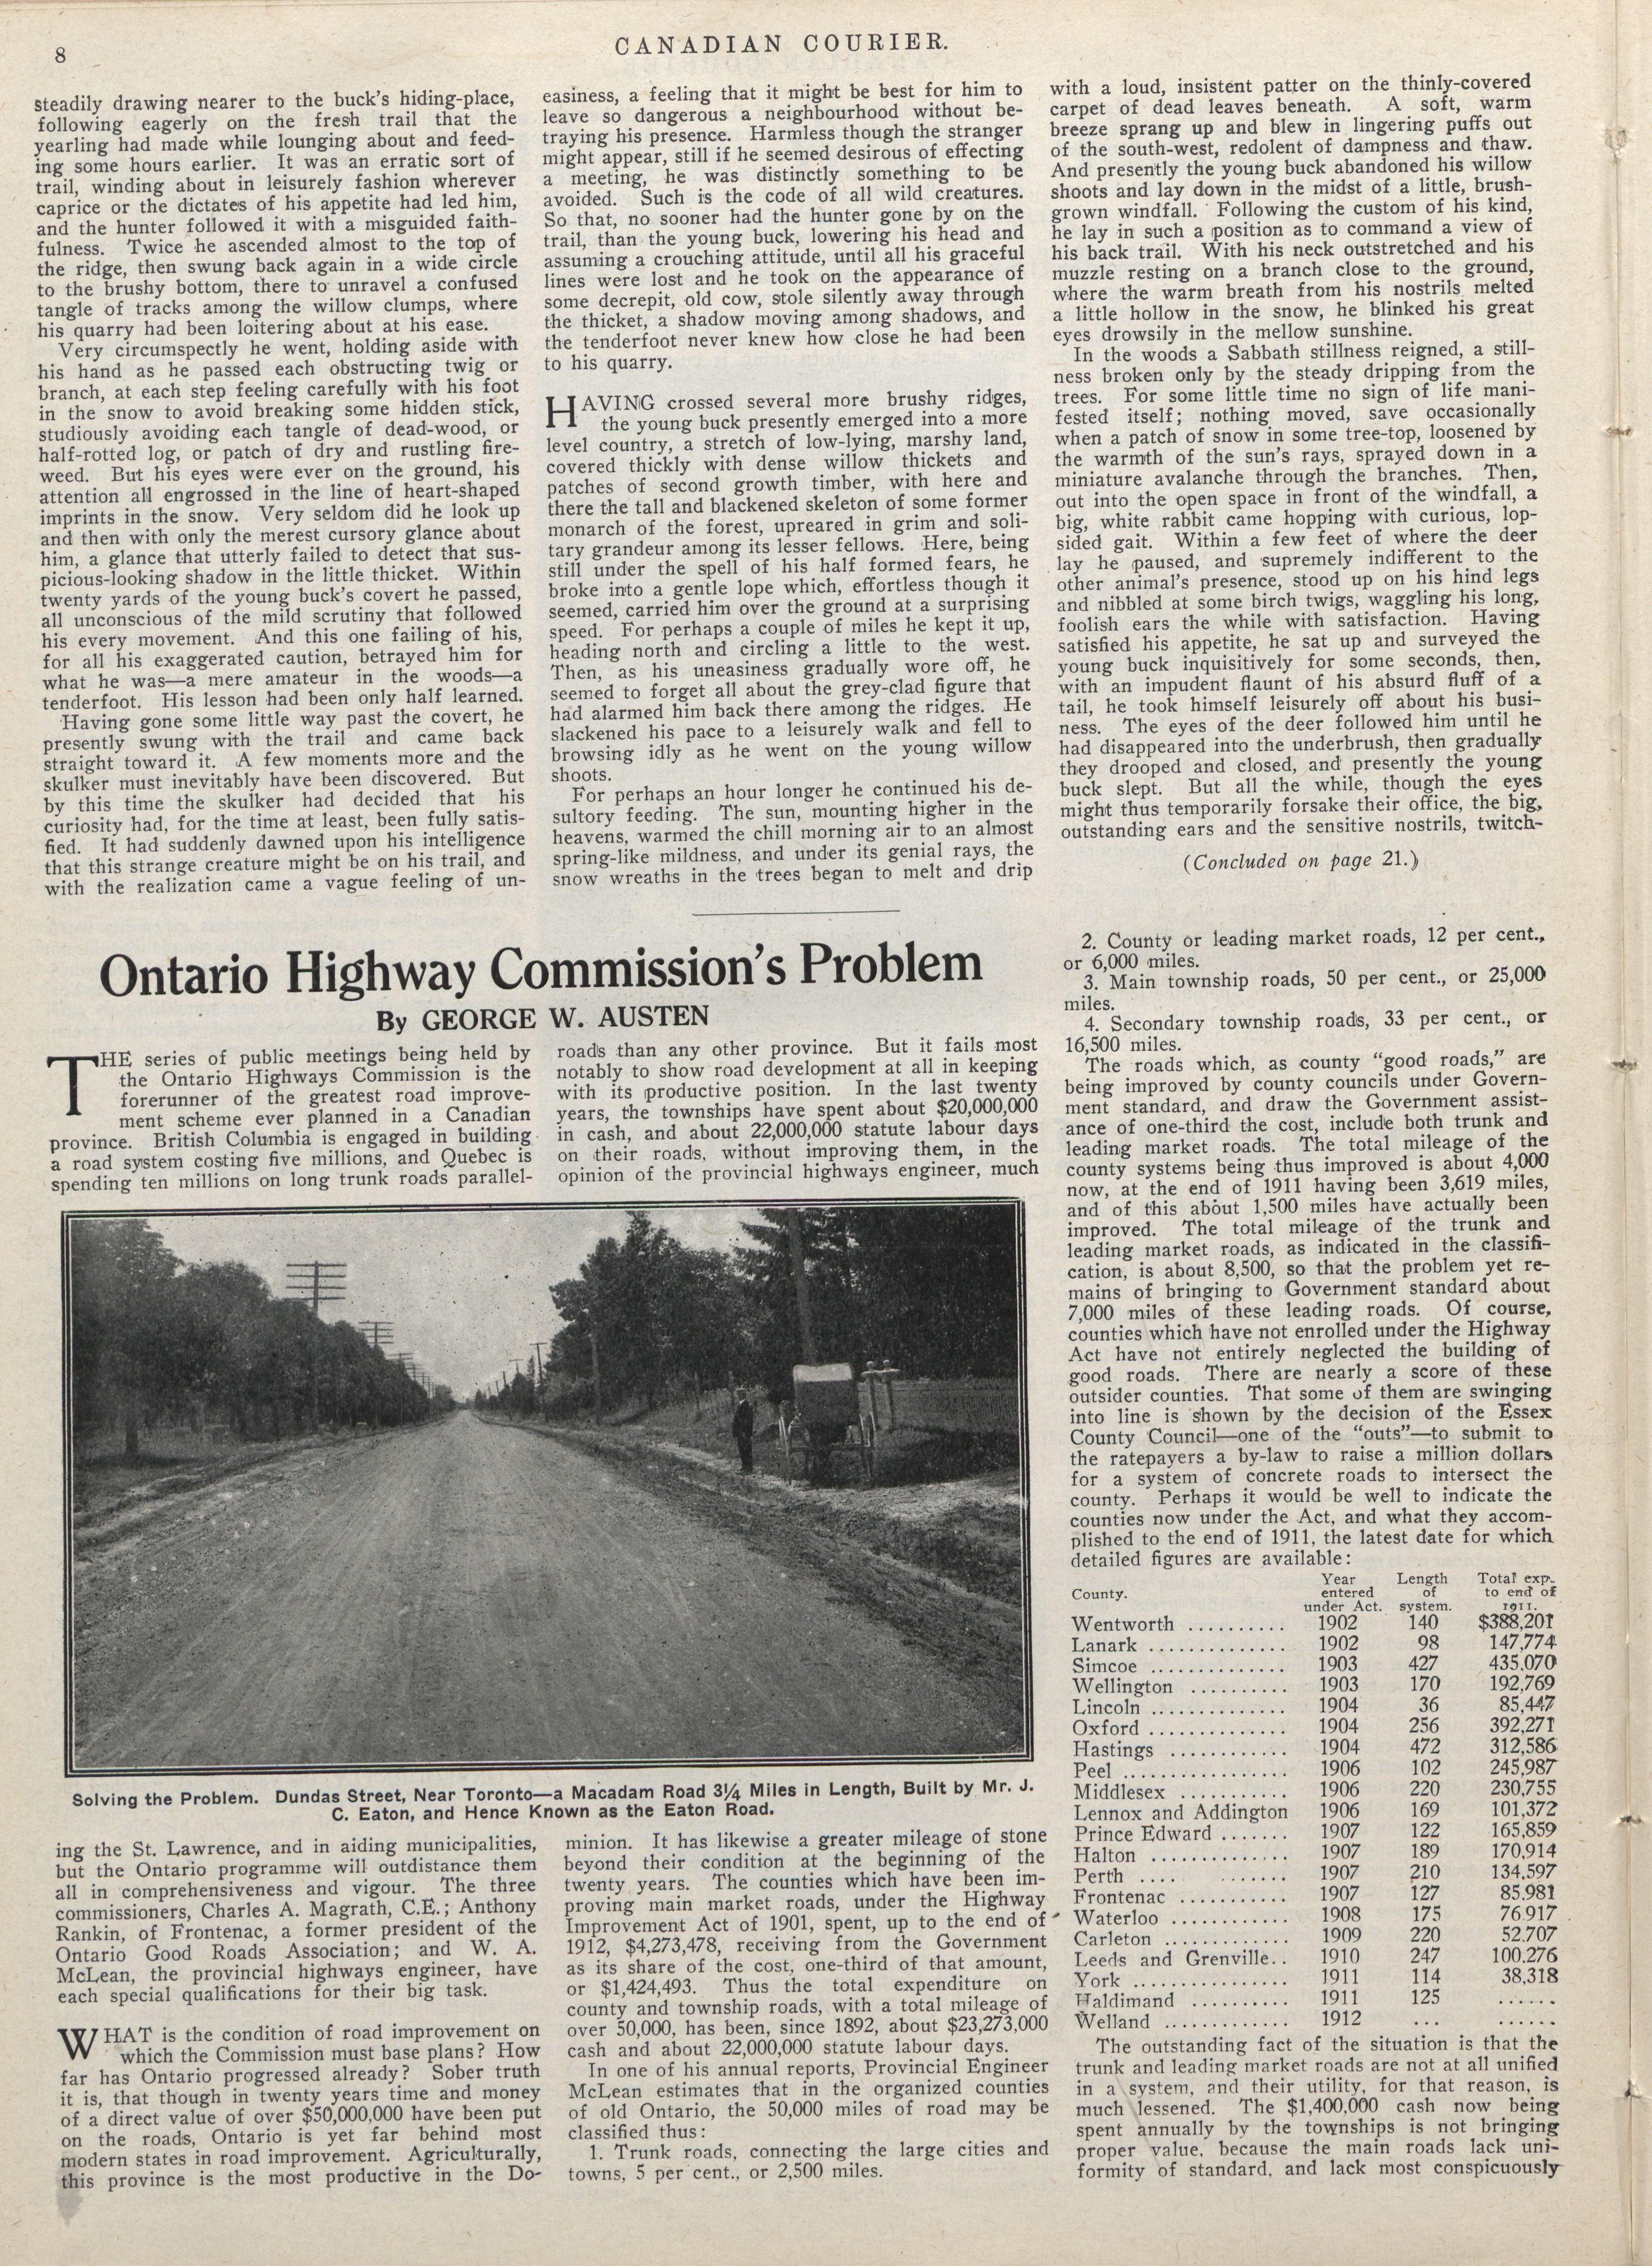 8
CANADIAN COURIER.
steadily drawing nearer to the buck's hiding-place,
following eagerly on the fresh trail that the
yearling had made while lounging about and feed-
ing some hours earlier. It was an erratic sort of
trail, winding about in leisurely fashion wherever
caprice or the dictates of his appetite had led him,
and the hunter followed it with a misguided faith-
fulness. Twice he ascended almost to the top of
the ridge, then swung back again in a wide circle
to the brushy bottom, there to unravel a confused
tangle of tracks among the willow clumps, where
his quarry had been loitering about at his ease.
Very circumspectly he went, holding aside with
his hand as he passed each obstructing twig or
branch, at each step feeling carefully with his foot
in the snow to avoid breaking some hidden stick,
studiously avoiding each tangle of dead-wood, or
half-rotted log, or patch of dry and rustling fire-
weed. But his eyes were ever on the ground, his
attention all engrossed in the line of heart-shaped
imprints in the snow. Very seldom did he look up
and then with only the merest cursory glance about
him, a glance that utterly failed to detect that sus-
picious-looking shadow in the little thicket. Within
twenty yards of the young buck's covert he passed,
all unconscious of the mild scrutiny that followed
his every movement. And this one failing of his,
for all his exaggerated caution, betrayed him for
what he was—a mere amateur in the woods—a
tenderfoot. His lesson had been only half learned.
Having gone some little way past the covert, he
presently swung with the trail and came back
straight toward it. A few moments more and the
skulker must inevitably have been discovered. But
by this time the skulker had decided that his
curiosity had, for the time at least, been fully satis-
fied. It had suddenly dawned upon his intelligence
that this strange creature might be on his trail, and
with the realization came a vague feeling of un-
easiness, a feeling that it might be best for him to
leave so dangerous a neighbourhood without be-
traying his presence. Harmless though the stranger
might appear, still if he seemed desirous of effecting
a meeting, he was distinctly something to be
avoided. Such is the code of all wild creatures.
So that, no sooner had the hunter gone by on the
trail, than the young buck, lowering his head and
assuming a crouching attitude, until all his graceful
lines were lost and he took on the appearance of
some decrepit, old cow, stole silently away through
the thicket, a shadow moving among shadows, and
the tenderfoot never knew how close he had been
to his quarry.
HAVING crossed several more brushy ridges,
the young buck presently emerged into a more
level country, a stretch of low-lying, marshy land,
covered thickly with dense willow thickets and
patches of second growth timber, with here and
there the tall and blackened skeleton of some former
monarch of the forest, upreared in grim and soli-
tary grandeur among its lesser fellows. Here, being
still under the spell of his half formed fears, he
broke into a gentle lope which, effortless though it
seemed, carried him over the ground at a surprising
speed. For perhaps a couple of miles he kept it up,
heading north and circling a little to the west.
Then, as his uneasiness gradually wore off, he
seemed to forget all about the grey-clad figure that
had alarmed him back there among the ridges. He
slackened his pace to a leisurely walk and fell to
browsing idly as he went on the young willow
shoots.
For perhaps an hour longer he continued his de-
sultory feeding. The sun, mounting higher in the
heavens, warmed the chill morning air to an almost
spring-like mildness, and under its genial rays, the
snow wreaths in the trees began to melt and drip
with a loud, insistent patter on the thinly-covered
carpet of dead leaves beneath. A soft, warm
breeze sprang up and blew in lingering puffs out
of the south-west, redolent of dampness and thaw.
And presently the young buck abandoned his willow
shoots and lay down in the midst of a little, brush-
grown windfall. Following the custom of his kind,
he lay in such a position as to command a view of
his back trail. With his neck outstretched and his
muzzle resting on a branch close to the ground,
where the warm breath from his nostrils melted
a little hollow in the snow, he blinked his great
eyes drowsily in the mellow sunshine.
In the woods a Sabbath stillness reigned, a still-
ness broken only by the steady dripping from the
trees. For some little time no sign of life mani-
fested itself; nothing moved, save occasionally
when a patch of snow in some tree-top, loosened by
the warmth of the sun's rays, sprayed down in a
miniature avalanche through the branches. Then,
out into the open space in front of the windfall, a
big, white rabbit came hopping with curious, lop-
sided gait. Within a few feet of where the deer
lay he paused, and supremely indifferent to the
other animal's presence, stood up on his hind legs
and nibbled at some birch twigs, waggling his long,
foolish ears the while with satisfaction. Having
satisfied his appetite, he sat up and surveyed the
young buck inquisitively for some seconds, then,
with an impudent flaunt of his absurd fluff of a
tail, he took himself leisurely off about his busi-
ness. The eyes of the deer followed him until he
had disappeared into the underbrush, then gradually
they drooped and closed, and presently the young
buck slept. But all the while, though the eyes
might thus temporarily forsake their office, the big,
outstanding ears and the sensitive nostrils, twitch-
(Concluded on page 21.)
Ontario Highway Commission's Problem
By GEORGE W. AUSTEN
THE series of public meetings being held by
the Ontario Highways Commission is the
forerunner of the greatest road improve-
ment scheme ever planned in a Canadian
province. British Columbia is engaged in building
a road system costing five millions, and Quebec is
spending ten millions on long trunk roads parallel-
roads than any other province. But it fails most
notably to show road development at all in keeping
with its productive position. In the last twenty
years, the townships have spent about $20,000,000
in cash, and about 22,000,000 statute labour days
on their roads, without improving them, in the
opinion of the provincial highways engineer, much
Solving the Problem. Dundas Street, Near Toronto—a Macadam Road 3¼ Miles in Length, Built by Mr. J.
C. Eaton, and Hence Known as the Eaton Road.
ing the St. Lawrence, and in aiding municipalities,
but the Ontario programme will outdistance them
all in comprehensiveness and vigour. The three
commissioners, Charles A. Magrath, C.E.; Anthony
Rankin, of Frontenac, a former president of the
Ontario Good Roads Association; and W. A.
McLean, the provincial highways engineer, have
each special qualifications for their big task.
WHAT is the condition of road improvement on
which the Commission must base plans? How
far has Ontario progressed already? Sober truth
it is, that though in twenty years time and money
of a direct value of over $50,000,000 have been put
on the roads, Ontario is yet far behind most
modern states in road improvement. Agriculturally,
this province is the most productive in the Do-
minion. It has likewise a greater mileage of stone
beyond their condition at the beginning of the
twenty years. The counties which have been im-
proving main market roads, under the Highway
Improvement Act of 1901, spent, up to the end of
1912, $4,273,478, receiving from the Government
as its share of the cost, one-third of that amount,
or $1,424,493. Thus the total expenditure on
county and township roads, with a total mileage of
over 50,000, has been, since 1892, about $23,273,000
cash and about 22,000,000 statute labour days.
In one of his annual reports, Provincial Engineer
McLean estimates that in the organized counties
of old Ontario, the 50,000 miles of road may be
classified thus:
1. Trunk roads, connecting the large cities and
towns, 5 per cent., or 2,500 miles.
2. County or leading market roads, 12 per cent.,
or 6,000 miles.
3. Main township roads, 50 per cent., or 25,000
miles.
4. Secondary township roads, 33 per cent., or
16,500 miles.
The roads which, as county "good roads," are
being improved by county councils under Govern-
ment standard, and draw the Government assist-
ance of one-third the cost, include both trunk and
leading market roads. The total mileage of the
county systems being thus improved is about 4,000
now, at the end of 1911 having been 3,619 miles,
and of this about 1,500 miles have actually been
improved. The total mileage of the trunk and
leading market roads, as indicated in the classifi-
cation, is about 8,500, so that the problem yet re-
mains of bringing to Government standard about
7,000 miles of these leading roads. Of course,
counties which have not enrolled under the Highway
Act have not entirely neglected the building of
good roads. There are nearly a score of these
outsider counties. That some of them are swinging
into line is shown by the decision of the Essex
County Council—one of the "outs"—to submit to
the ratepayers a by-law to raise a million dollars
for a system of concrete roads to intersect the
county. Perhaps it would be well to indicate the
counties now under the Act, and what they accom-
plished to the end of 1911, the latest date for which
detailed figures are available:
Year Length Total exp.
County. entered of to end of
under Act. system. 1911.
Wentworth .......... 1902 140 $388,201
Lanark .............. 1902 98 147,774
Simcoe .............. 1903 427 435,070
Wellington .......... 1903 170 192,769
Lincoln .............. 1904 36 85,447
Oxford .............. 1904 256 392,271
Hastings ............ 1904 472 312,586
Peel ................. 1906 102 245,987
Middlesex ........... 1906 220 230,755
Lennox and Addington 1906 169 101,372
Prince Edward ....... 1907 122 165,859
Halton .............. 1907 189 170,914
Perth .... ....... 1907 210 134,597
Frontenac ........... 1907 127 85,981
Waterloo ............ 1908 175 76.917
Carleton ............. 1909 220 52,707
Leeds and Grenville.. 1910 247 100,276
York ................ 1911 114 38,318
Haldimand .......... 1911 125 ......
Welland ............. 1912 ... ......
The outstanding fact of the situation is that the
trunk and leading market roads are not at all unified
in a system, and their utility, for that reason, is
much lessened. The $1,400,000 cash now being
spent annually by the townships is not bringing
proper value, because the main roads lack uni-
formity of standard, and lack most conspicuously